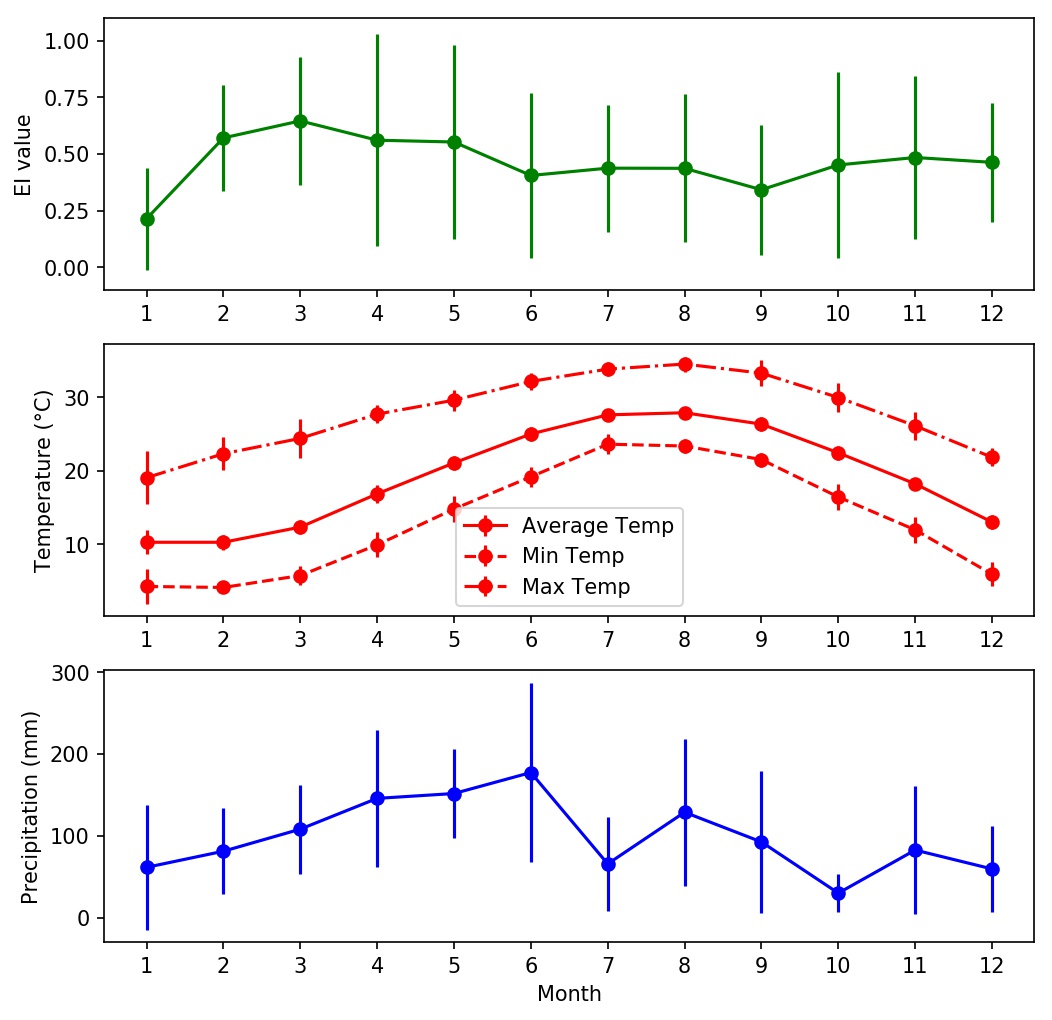 EI value
1.00
0.75
0.50
0.25
0.00
1 2 3 4 5 6 7 8 9 10 11 12
Temperature (°C)
30
20
10
Average Temp
Min Temp
Max Temp
1 2 3 4 5 6 7 8 9 10 11 12
Precipitation (mm)
300
200
100
0
1 2 3 4 5 6 7 8 9 10 11 12
Month